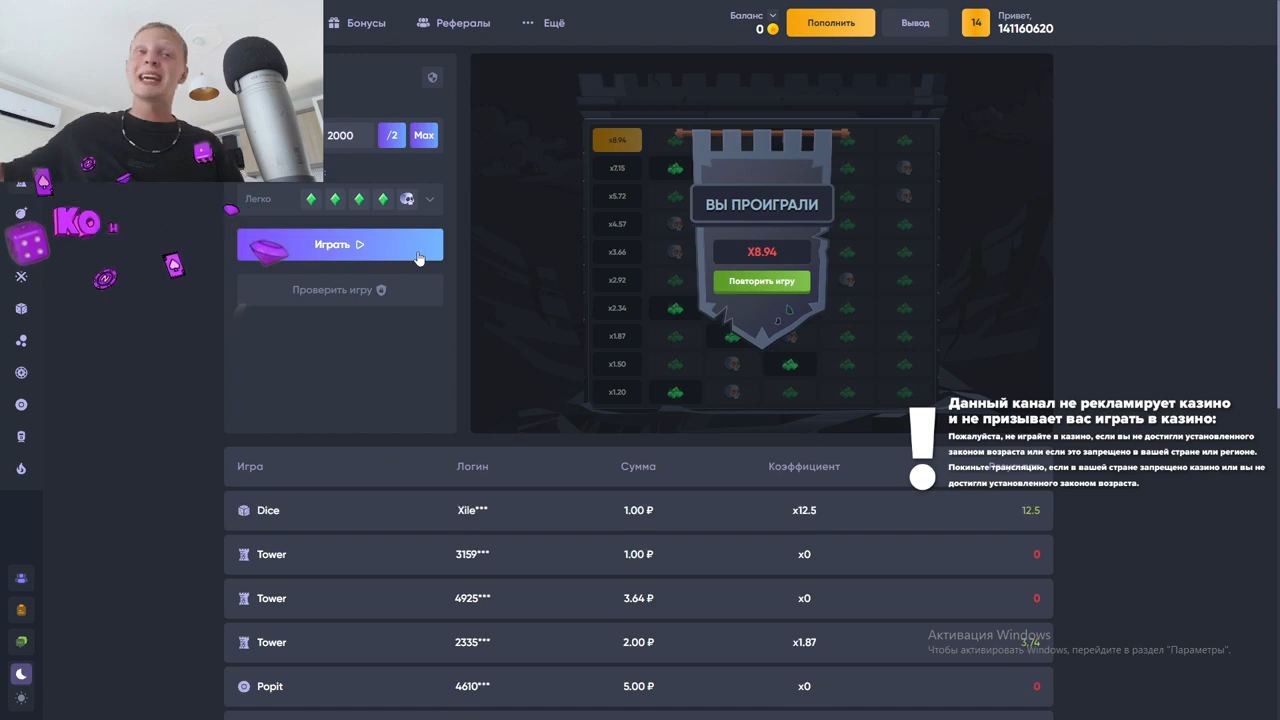 Бонусы
Рефералы
Ещё
Баланс
0
Пополнить
Вывод
14
Привет,
141160620
2000
/2
Max
Легко
Играть
Проверить игру
KO
x8.94
x7.15
x5.72
x4.57
x3.66
x2.92
x2.34
x1.87
x1.50
x1.20
ВЫ ПРОИГРАЛИ
X8.94
Повторить игру
Данный канал не рекламирует казино
и не призывает вас играть в казино:
Пожалуйста, не играйте в казино, если вы не достигли установленного
законом возраста или если это запрещено в вашей стране или регионе.
Покиньте трансляцию, если в вашей стране запрещено казино или вы не
достигли установленного законом возраста.
Игра Логин Сумма Коэффициент
Dice Xile*** 1.00 ₽ x12.5 12.5
Tower 3159*** 1.00 ₽ x0 0
Tower 4925*** 3.64 ₽ x0 0
Tower 2335*** 2.00 ₽ x1.87 3.74
Popit 4610*** 5.00 ₽ x0 0
Активация Windows
Чтобы активировать Windows, перейдите в раздел "Параметры".